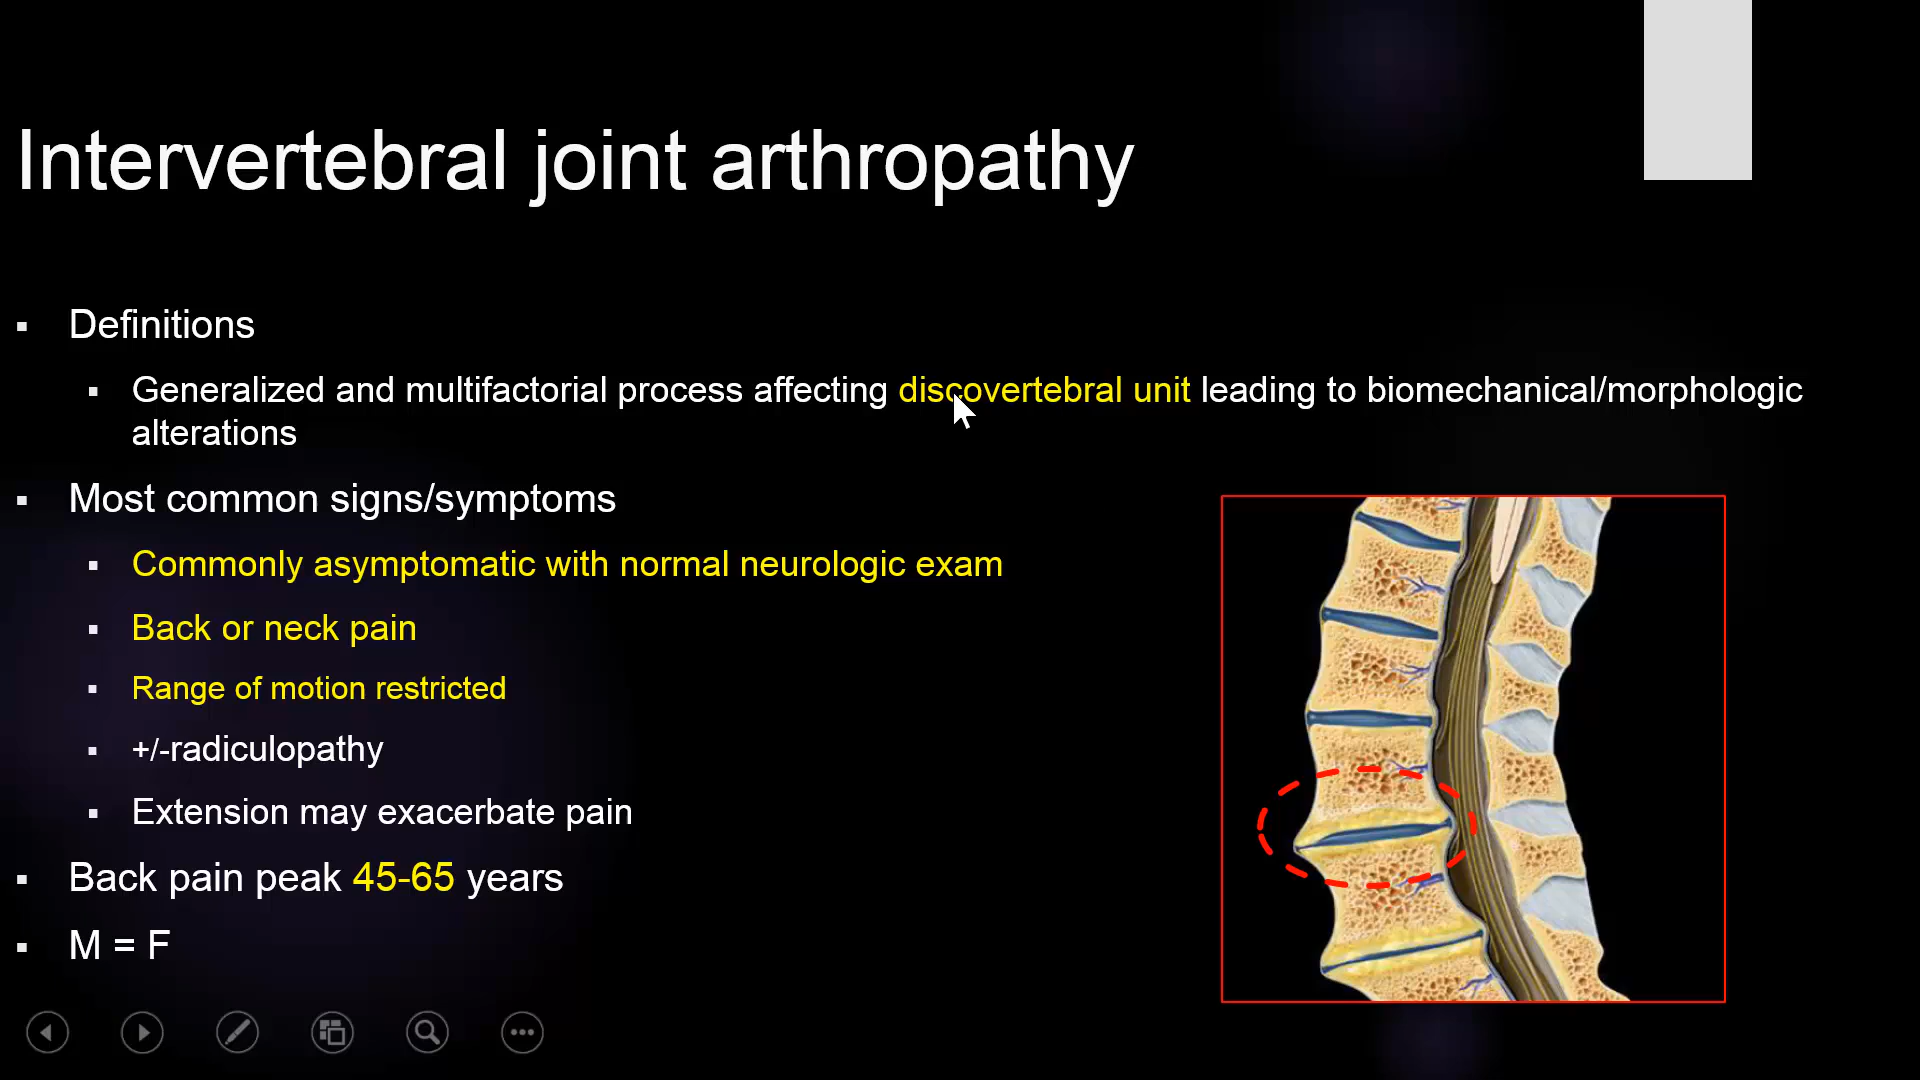 Intervertebral joint arthropathy
Definitions
Generalized and multifactorial process affecting discovertebral unit leading to biomechanical/morphologic
alterations
Most common signs/symptoms
Commonly asymptomatic with normal neurologic exam
Back or neck pain
Range of motion restricted
+/-radiculopathy
Extension may exacerbate pain
Back pain peak 45-65 years
M = F